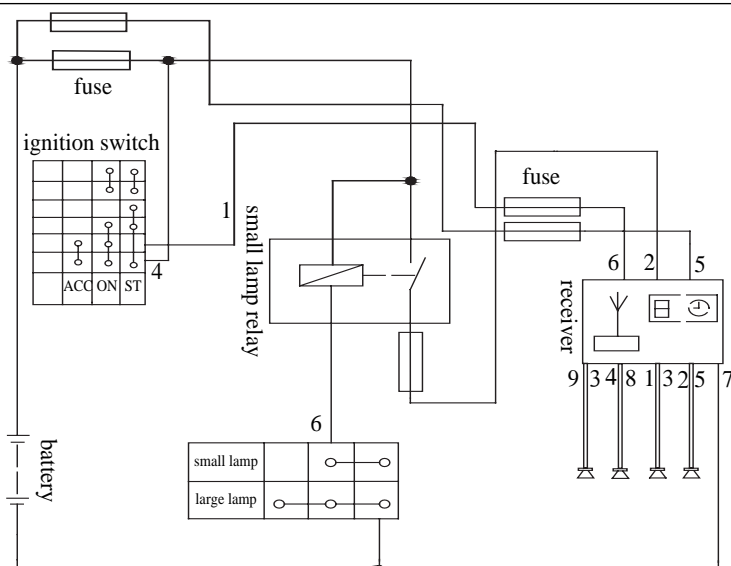 fuse
ignition switch
fuse
1
small lamp relay
4
ACC ON ST
6 2 5
receiver
9 3 4 8 1 3 2 5 7
6
battery
small lamp
large lamp